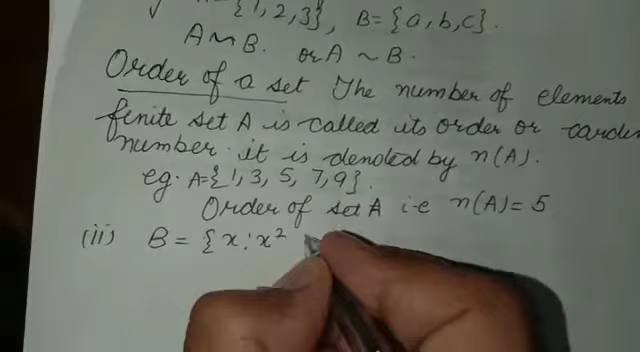 A = {1, 2, 3}, B = {a, b, c}.
A ~ B. or A ~ B.
Order of a set The number of elements
finite set A is called its order or carden
number. it is denoted by n(A).
eg. A={1, 3, 5, 7, 9}.
Order of set A i.e n(A) = 5
(ii) B = {x : x²